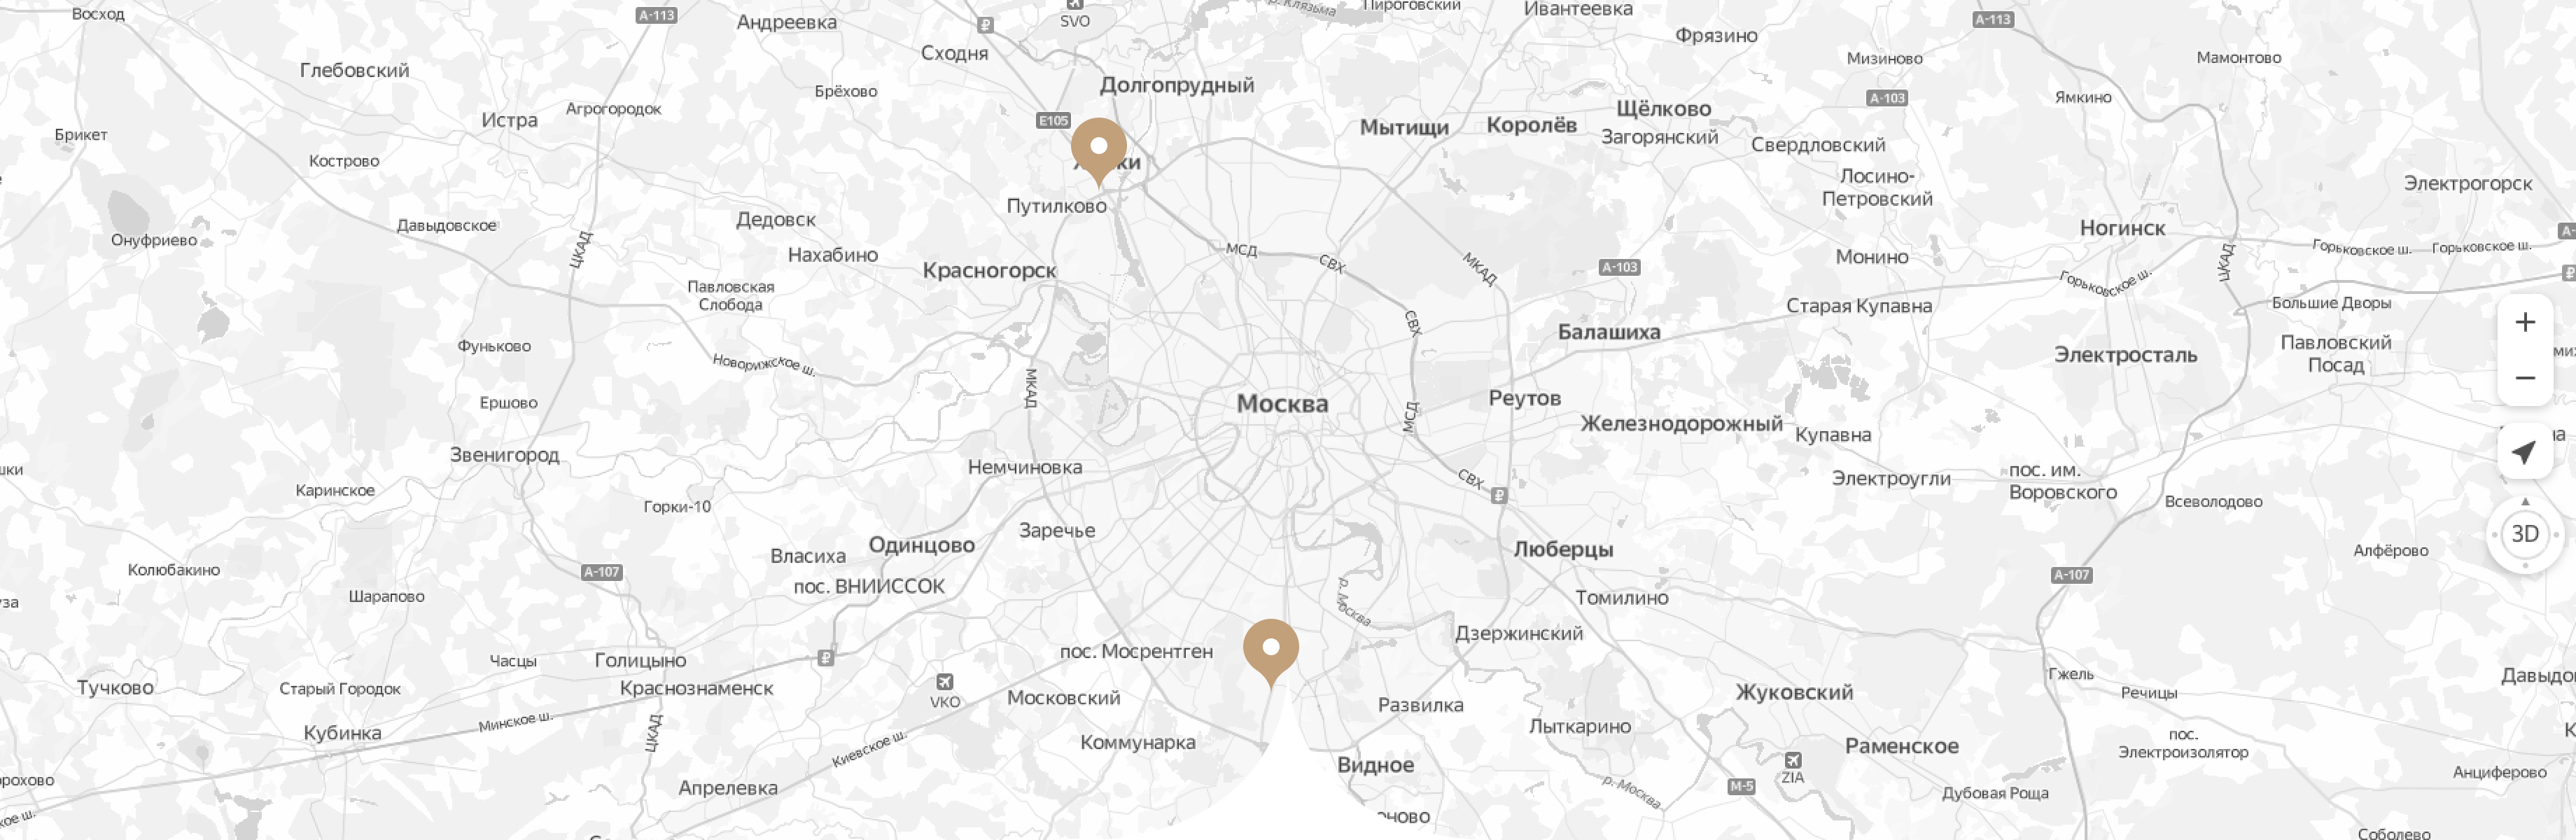 Восход
А-113
Андреевка
SVO
р. Клязьма
Пироговский
Ивантеевка
А-113
Сходня
Фрязино
Мизиново
Мамонтово
Глебовский
Долгопрудный
Брёхово
А-103
Ямкино
Истра
Агрогородок
Е105
Щёлково
Мытищи
Королёв
Загорянский
Брикет
Свердловский
Кострово
Лосино-
Петровский
Электрогорск
Путилково
Давыдовское
Дедовск
Ногинск
Онуфриево
ЦКАД
Нахабино
МСД
СВХ
МКАД
Монино
Горьковское ш.
Горьковское ш.
ЦКАД
Красногорск
А-103
Горьковское ш.
Павловская
Слобода
Старая Купавна
Большие Дворы
СВХ
Балашиха
Фуньково
Электросталь
Павловский
Посад
Новорижское ш.
МКАД
Ершово
Москва
МСД
Реутов
Железнодорожный
Купавна
Звенигород
Немчиновка
СВХ
Электроугли
пос. им.
Воровского
Каринское
Горки-10
Всеволодово
Заречье
3D
Власиха
Одинцово
Люберцы
Алфёрово
Колюбакино
А-107
А-107
пос. ВНИИССОК
р. Москва
Шарапово
Томилино
Дзержинский
Часцы
Голицыно
пос. Мосрентген
Гжель
Тучково
Старый Городок
Краснознаменск
VKO
Московский
Развилка
Жуковский
Речицы
Минское ш.
ЦКАД
Кубинка
Киевское ш.
Коммунарка
Лыткарино
Раменское
пос.
Электроизолятор
Видное
ZIA
Анциферово
Апрелевка
р. Москва
М-5
Дубовая Роща
Соболево